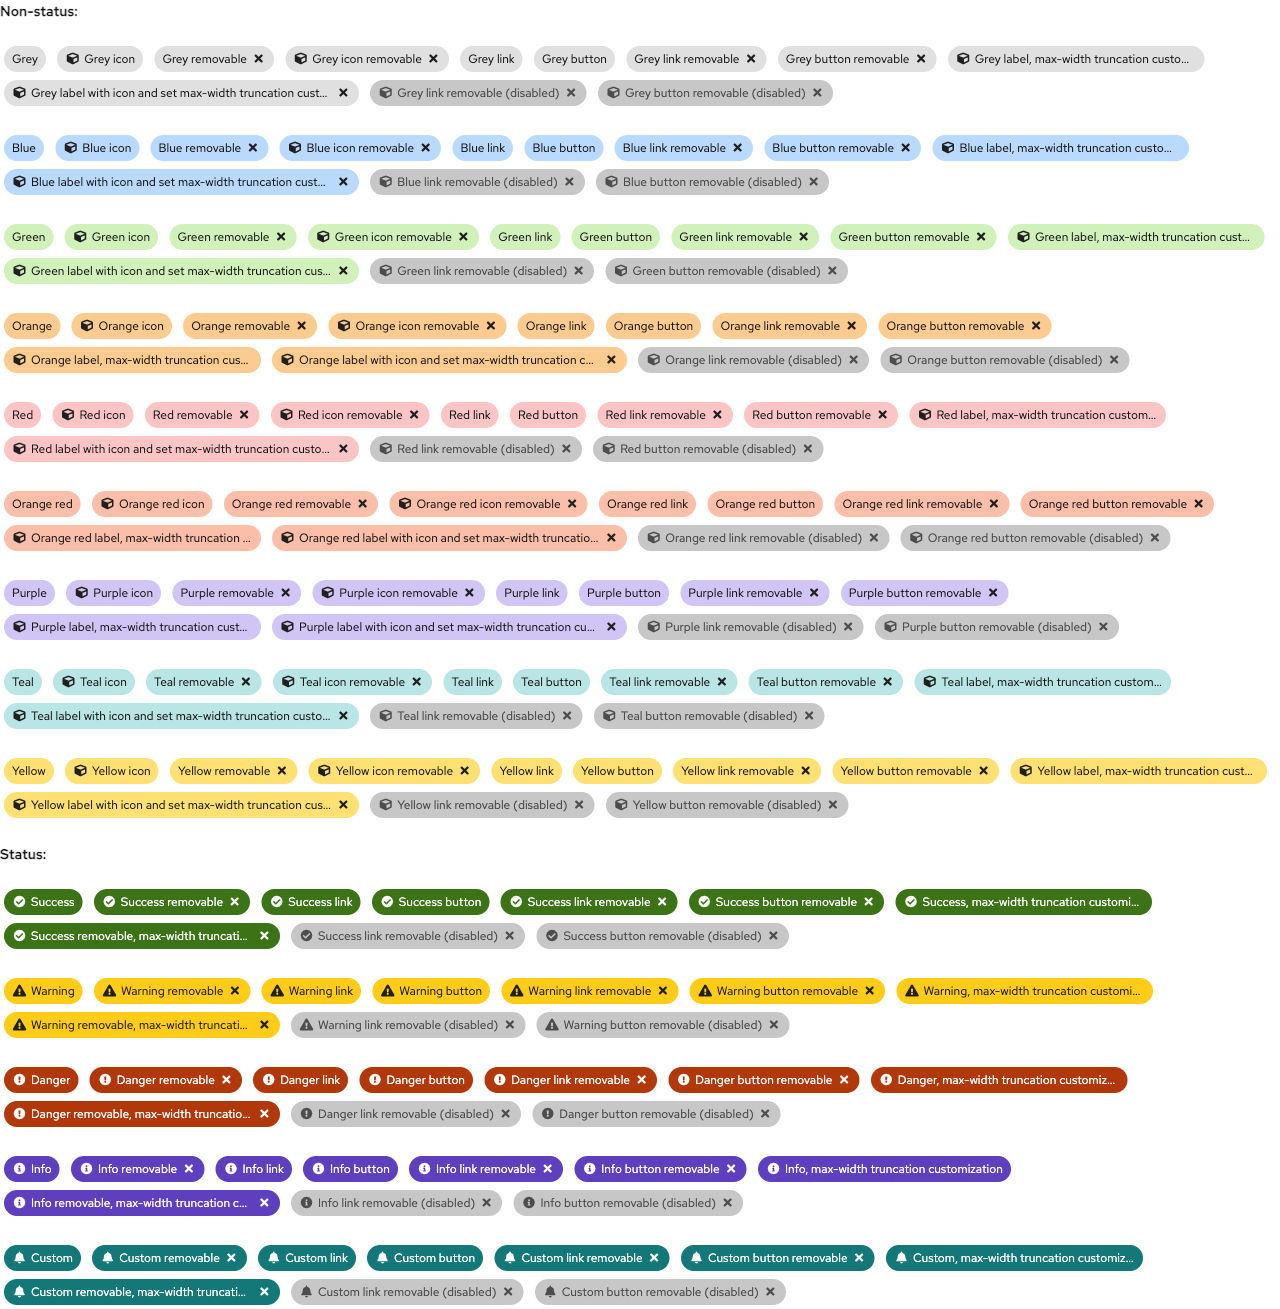 Non-status:
Grey Grey icon Grey removable Grey icon removable Grey link Grey button Grey link removable Grey button removable Grey label, max-width truncation custo...
Grey label with icon and set max-width truncation cust... Grey link removable (disabled) Grey button removable (disabled)
Blue Blue icon Blue removable Blue icon removable Blue link Blue button Blue link removable Blue button removable Blue label, max-width truncation custo...
Blue label with icon and set max-width truncation cust... Blue link removable (disabled) Blue button removable (disabled)
Green Green icon Green removable Green icon removable Green link Green button Green link removable Green button removable Green label, max-width truncation cust...
Green label with icon and set max-width truncation cus... Green link removable (disabled) Green button removable (disabled)
Orange Orange icon Orange removable Orange icon removable Orange link Orange button Orange link removable Orange button removable
Orange label, max-width truncation cus... Orange label with icon and set max-width truncation c... Orange link removable (disabled) Orange button removable (disabled)
Red Red icon Red removable Red icon removable Red link Red button Red link removable Red button removable Red label, max-width truncation custom...
Red label with icon and set max-width truncation custo... Red link removable (disabled) Red button removable (disabled)
Orange red Orange red icon Orange red removable Orange red icon removable Orange red link Orange red button Orange red link removable Orange red button removable
Orange red label, max-width truncation ... Orange red label with icon and set max-width truncatio... Orange red link removable (disabled) Orange red button removable (disabled)
Purple Purple icon Purple removable Purple icon removable Purple link Purple button Purple link removable Purple button removable
Purple label, max-width truncation cust... Purple label with icon and set max-width truncation cu... Purple link removable (disabled) Purple button removable (disabled)
Teal Teal icon Teal removable Teal icon removable Teal link Teal button Teal link removable Teal button removable Teal label, max-width truncation custom...
Teal label with icon and set max-width truncation custo... Teal link removable (disabled) Teal button removable (disabled)
Yellow Yellow icon Yellow removable Yellow icon removable Yellow link Yellow button Yellow link removable Yellow button removable Yellow label, max-width truncation cust...
Yellow label with icon and set max-width truncation cus... Yellow link removable (disabled) Yellow button removable (disabled)
Status:
Success Success removable Success link Success button Success link removable Success button removable Success, max-width truncation customi...
Success removable, max-width truncati... Success link removable (disabled) Success button removable (disabled)
Warning Warning removable Warning link Warning button Warning link removable Warning button removable Warning, max-width truncation customi...
Warning removable, max-width truncati... Warning link removable (disabled) Warning button removable (disabled)
Danger Danger removable Danger link Danger button Danger link removable Danger button removable Danger, max-width truncation customiz...
Danger removable, max-width truncatio... Danger link removable (disabled) Danger button removable (disabled)
Info Info removable Info link Info button Info link removable Info button removable Info, max-width truncation customization
Info removable, max-width truncation c... Info link removable (disabled) Info button removable (disabled)
Custom Custom removable Custom link Custom button Custom link removable Custom button removable Custom, max-width truncation customiz...
Custom removable, max-width truncati... Custom link removable (disabled) Custom button removable (disabled)